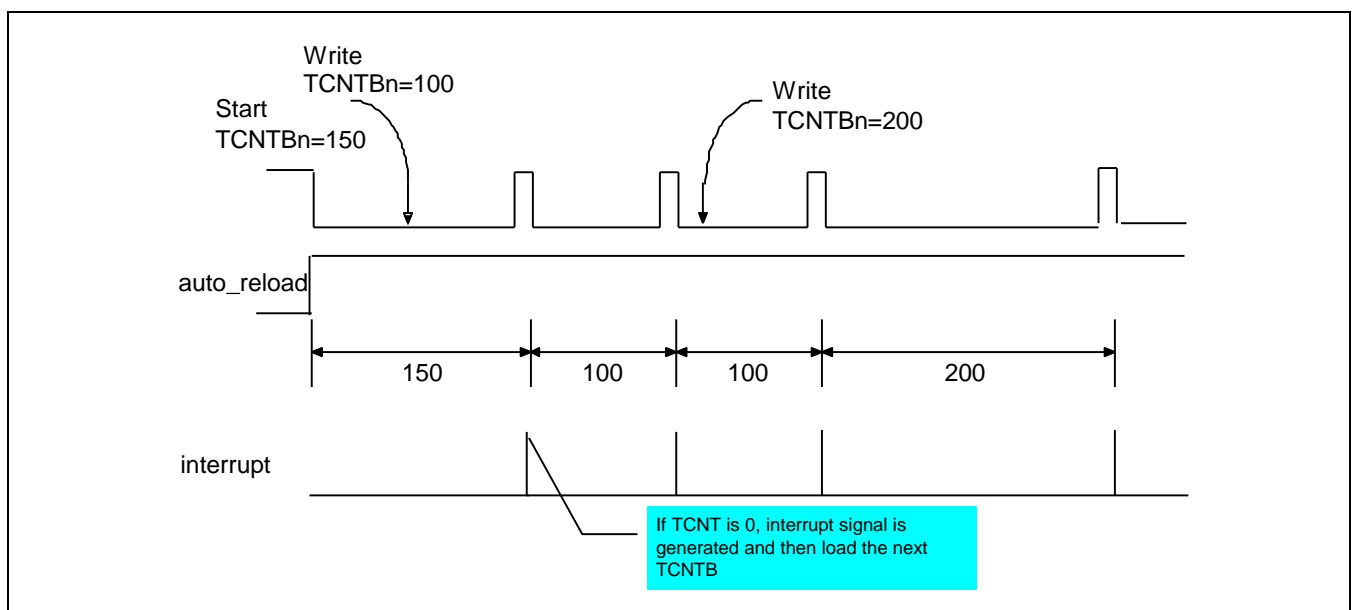 Write
TCNTBn=100
Start
TCNTBn=150
Write
TCNTBn=200
auto_reload
150
100
100
200
interrupt
If TCNT is 0, interrupt signal is
generated and then load the next
TCNTB